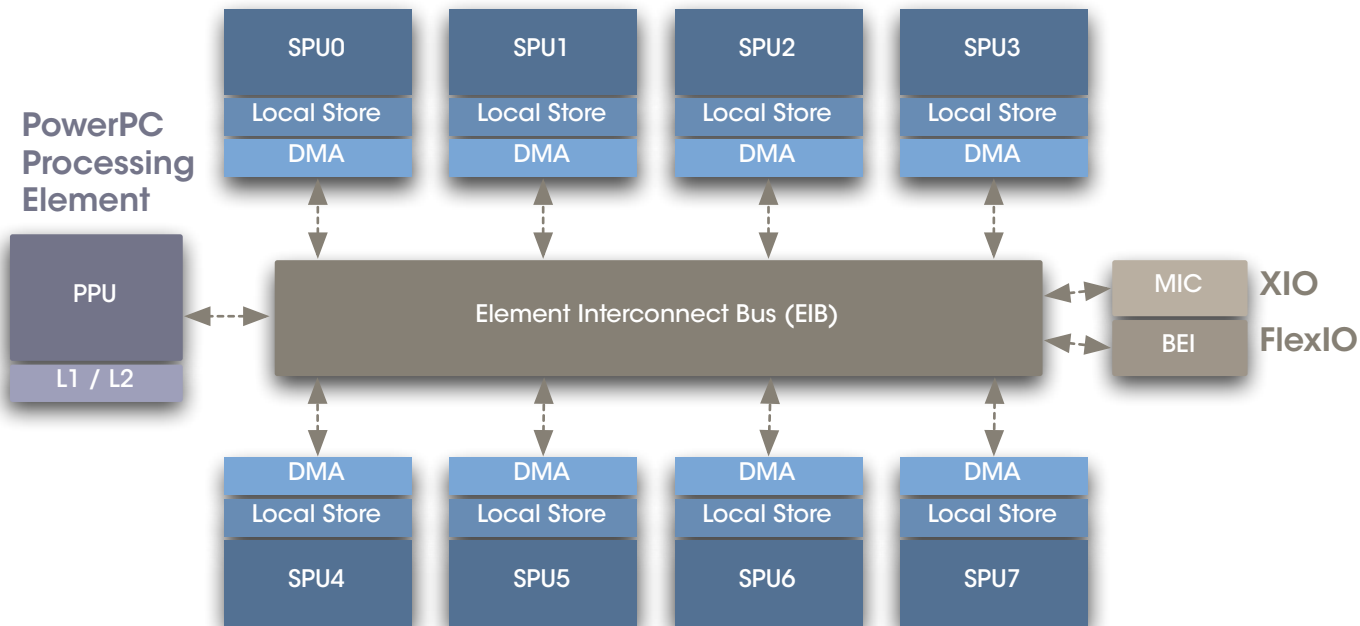 SPU0
SPU1
SPU2
SPU3
Local Store
Local Store
Local Store
Local Store
DMA
DMA
DMA
DMA
PowerPC
Processing
Element
PPU
L1 / L2
Element Interconnect Bus (EIB)
MIC
XIO
BEI
FlexIO
DMA
DMA
DMA
DMA
Local Store
Local Store
Local Store
Local Store
SPU4
SPU5
SPU6
SPU7